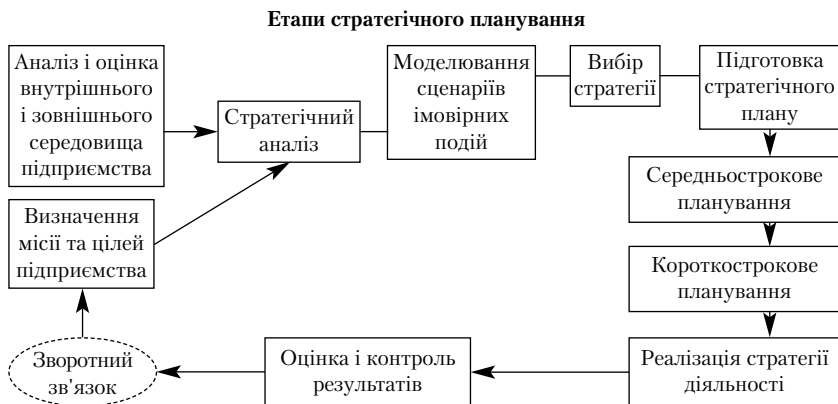 Етапи стратегічного планування
Аналіз і оцінка
внутрішнього
і зовнішнього
середовища
підприємства
Стратегічний
аналіз
Моделювання
сценаріїв
імовірних
подій
Вибір
стратегії
Підготовка
стратегічного
плану
Середньострокове
планування
Визначення
місії та цілей
підприємства
Короткострокове
планування
Зворотний
зв'язок
Оцінка і контроль
результатів
Реалізація стратегії
діяльності